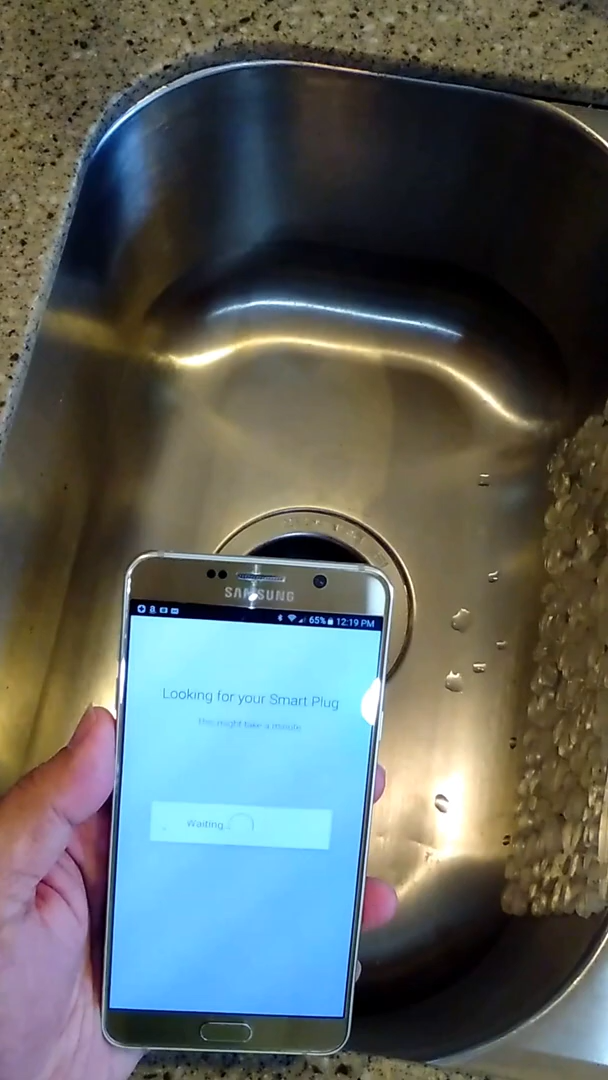 SAMSUNG
65% 12:19 PM
Looking for your Smart Plug
This might take a minute
Waiting...